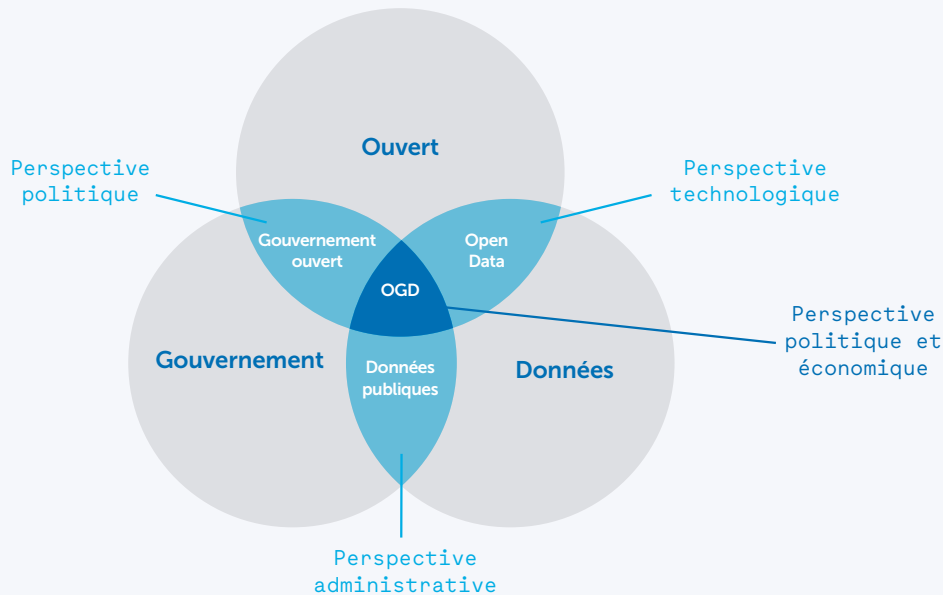 Ouvert
Perspective
politique
Perspective
technologique
Gouvernement
ouvert
Open
Data
OGD
Perspective
politique et
économique
Gouvernement
Données
publiques
Données
Perspective
administrative